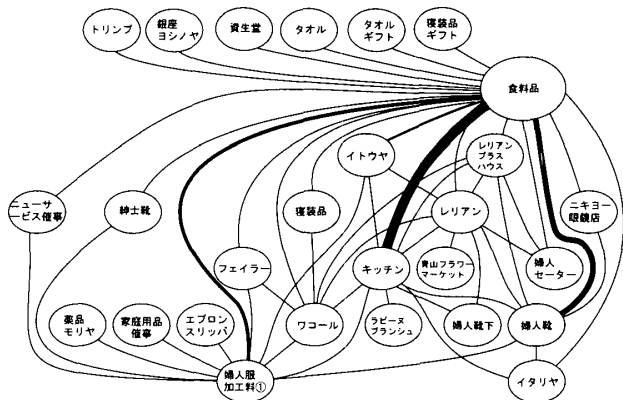 トリンプ
銀座
ヨシノヤ
資生堂
タオル
タオル
ギフト
寝装品
ギフト
食料品
イトウヤ
レリアン
プラス
ハウス
ニューサ
ービス催事
紳士靴
寝装品
レリアン
ニキヨー
眼鏡店
フェイラー
キッチン
青山フラワー
マーケット
婦人
セーター
薬品
モリヤ
家庭用品
催事
エプロン
スリッパ
ワコール
ラピーヌ
ブランシュ
婦人靴下
婦人靴
婦人服
加工料①
イタリヤ